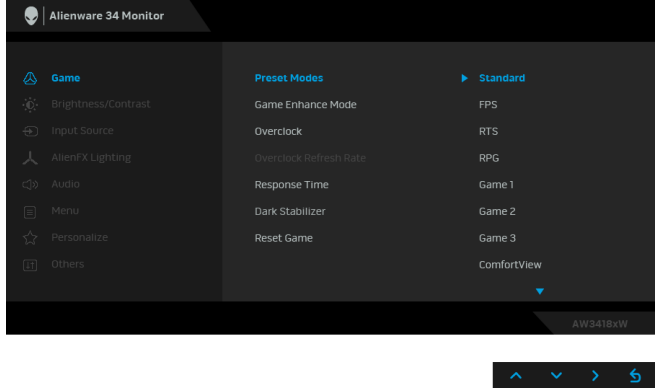 Alienware 34 Monitor
Game Preset Modes Standard
Brightness/Contrast Game Enhance Mode FPS
Input Source Overclock RTS
AlienFX Lighting Overclock Refresh Rate RPG
Audio Response Time Game 1
Menu Dark Stabilizer Game 2
Personalize Reset Game Game 3
Others ComfortView
AW3418xW